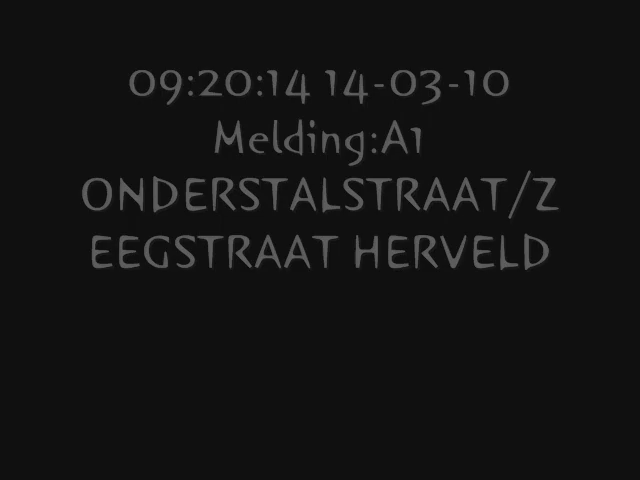 09:20:14 14-03-10
Melding:A1
ONDERSTALSTRAAT/Z
EEGSTRAAT HERVELD